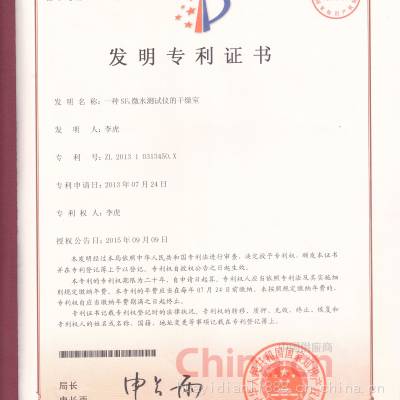 发明专利证书
发 明 名 称：一种SF₆微水测试仪的干燥室
发 明 人：李虎
专 利 号：ZL 2013 1 0313450.X
专利申请日：2013年07月24日
专利权人：李虎
授权公告日：2015年09月09日
本发明经过本局依照中华人民共和国专利法进行审查，决定授予专利权，颁发本证书
并在专利登记簿上予以登记。专利权自授权公告之日起生效。
本专利的专利权期限为二十年，自申请日起算。专利权人应当依照专利法及其实施细
则规定缴纳年费。本专利的年费应当在每年07月24日前缴纳。未按照规定缴纳年费的，
专利权自应当缴纳年费期满之日起终止。
专利证书记载专利权登记时的法律状况。专利权的转移、质押、无效、终止、恢复和
专利权人的姓名或名称、国籍、地址变更等事项记载在专利登记簿上。
局长
申长雨